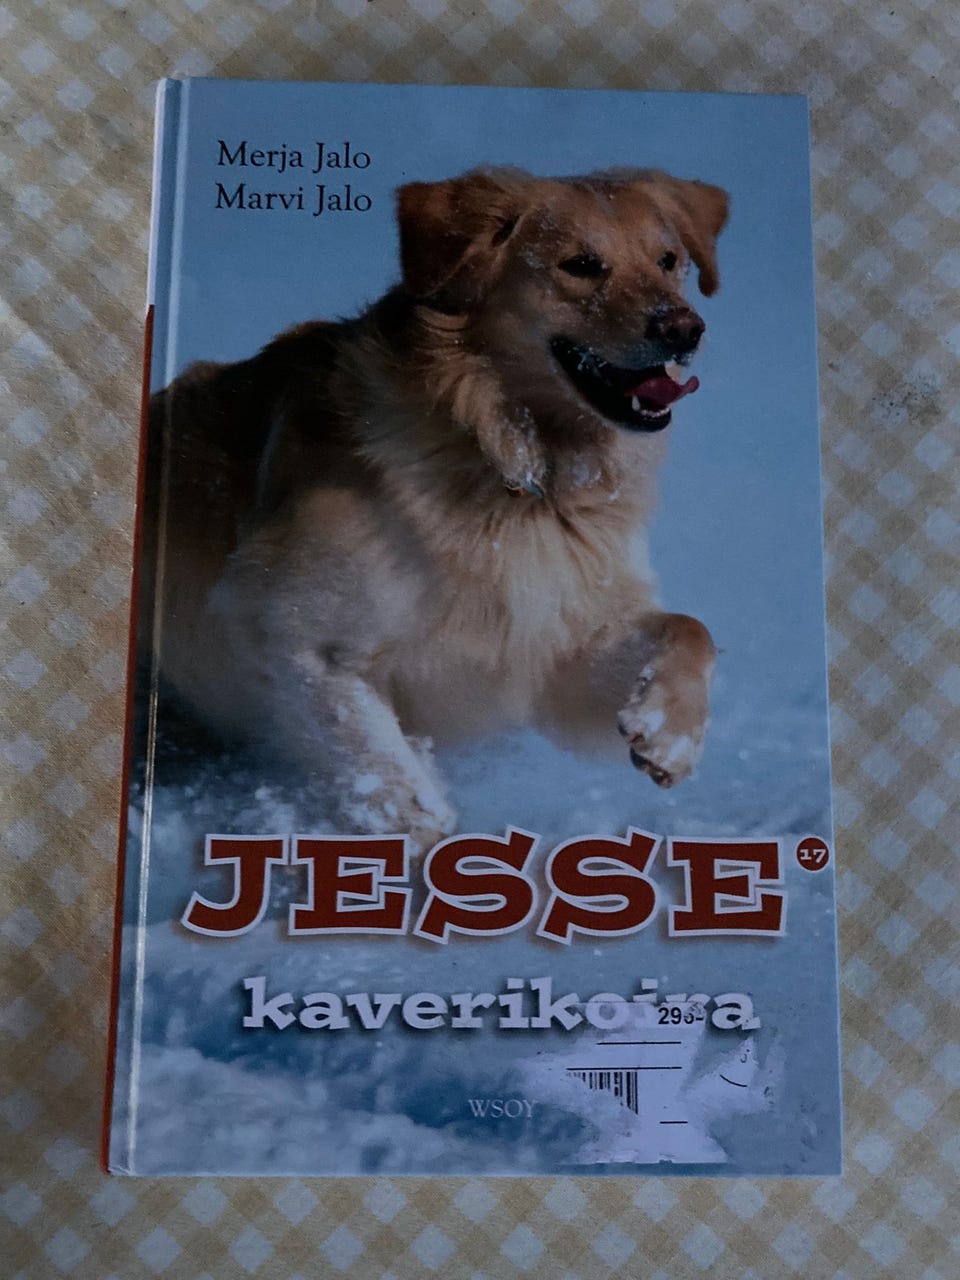 Merja Jalo
Marvi Jalo
JESSE 17
kaverikoira
WSOY